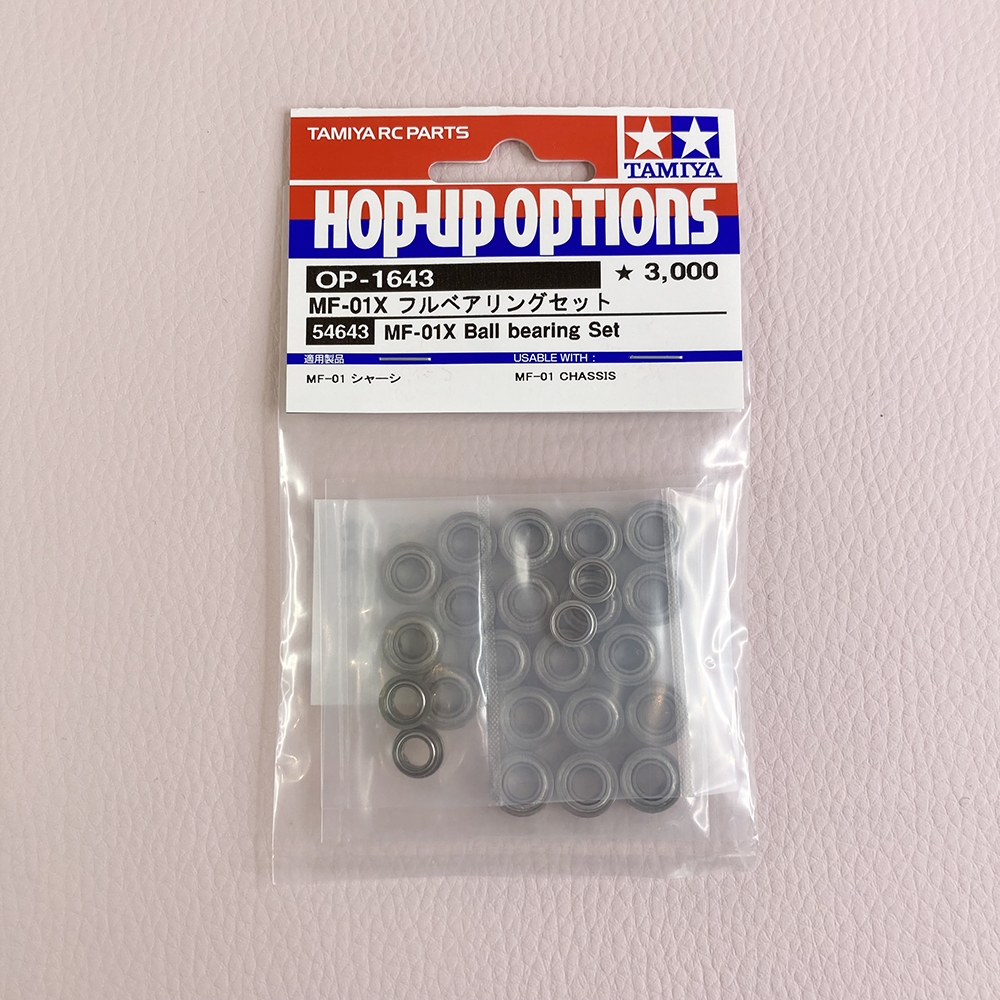 TAMIYA RC PARTS
TAMIYA
HOP-UP OPTIONS
OP-1643
★ 3,000
MF-01X フルベアリングセット
54643 MF-01X Ball bearing Set
適用製品 USABLE WITH :
MF-01 シャーシ MF-01 CHASSIS